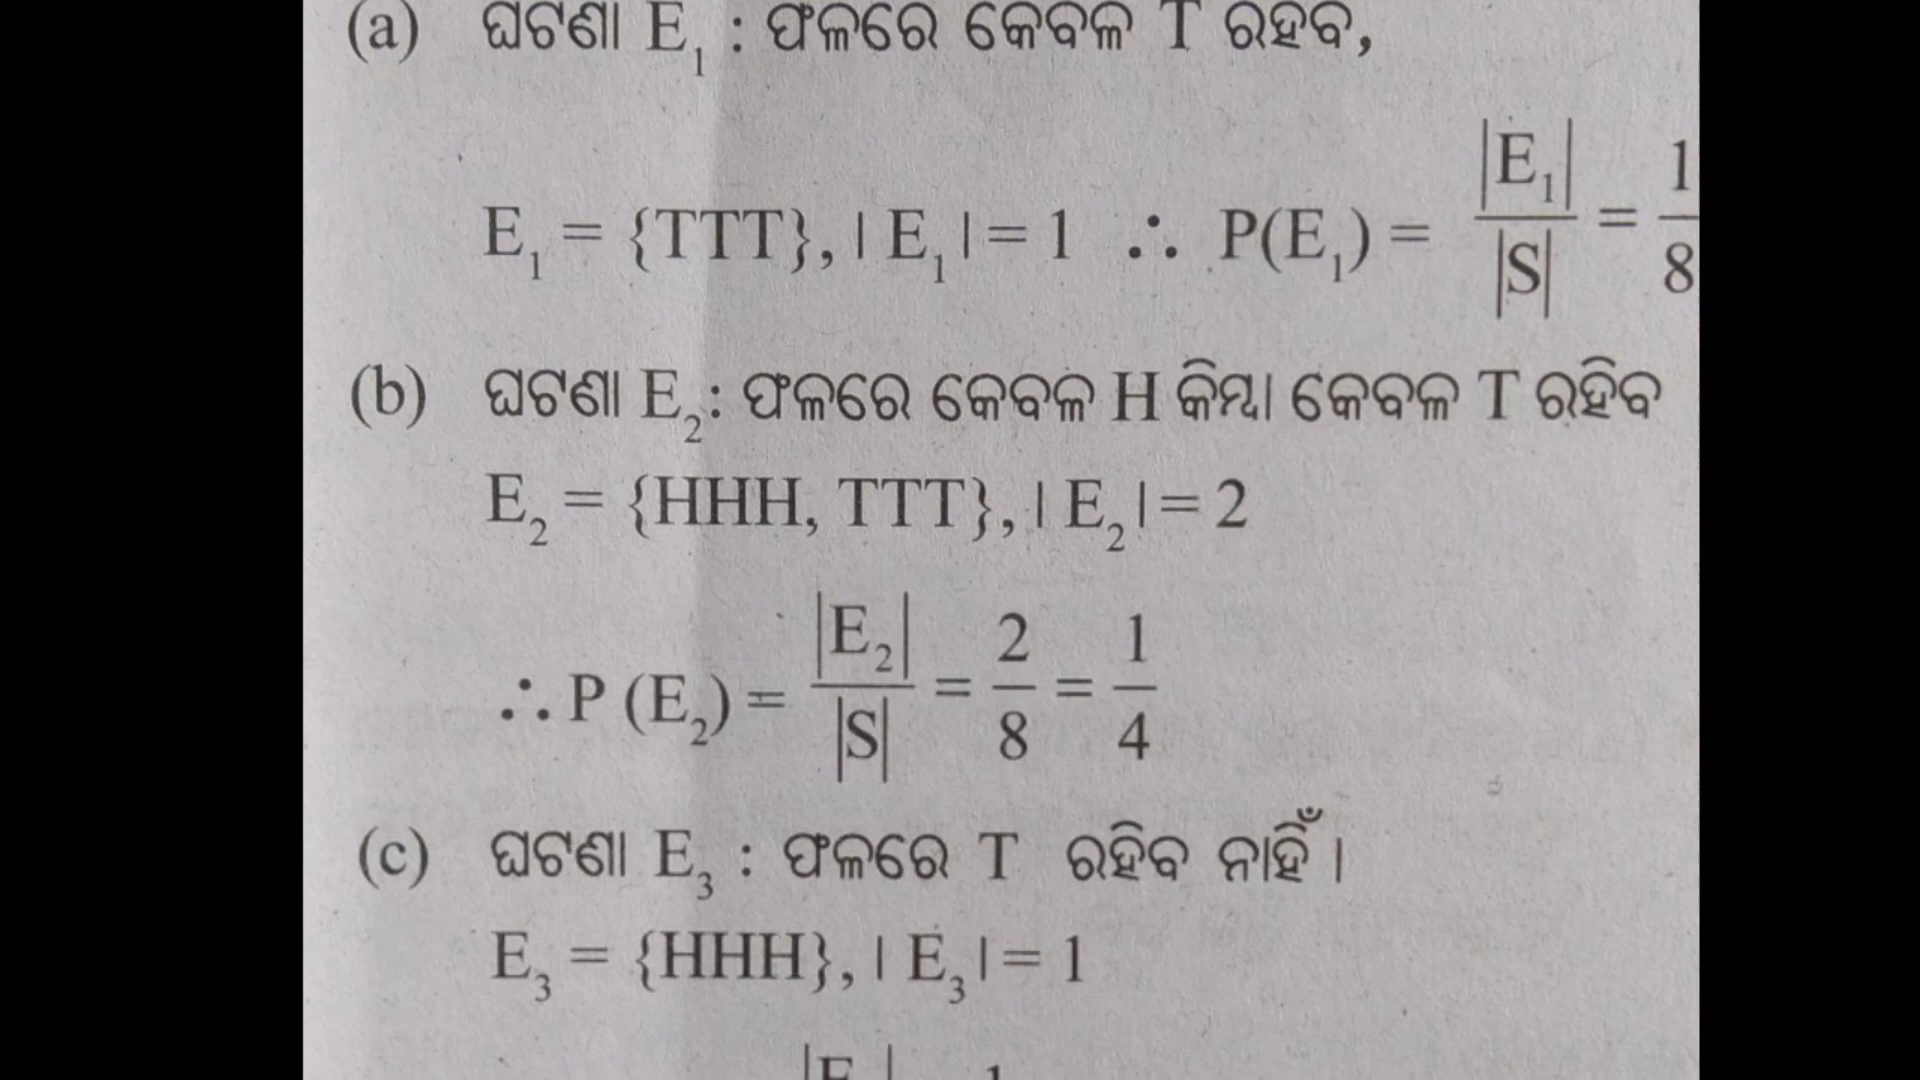 (a) ଘଟଣା E₁ : ଫଳରେ କେବଳ T ରହିବ,
E₁ = {TTT}, | E₁ | = 1 ∴ P(E₁) = |E₁|/|S| = 1/8
(b) ଘଟଣା E₂: ଫଳରେ କେବଳ H କିମ୍ବା କେବଳ T ରହିବ
E₂ = {HHH, TTT}, | E₂ | = 2
∴ P (E₂) = |E₂|/|S| = 2/8 = 1/4
(c) ଘଟଣା E₃ : ଫଳରେ T ରହିବ ନାହିଁ ।
E₃ = {HHH}, | E₃ | = 1